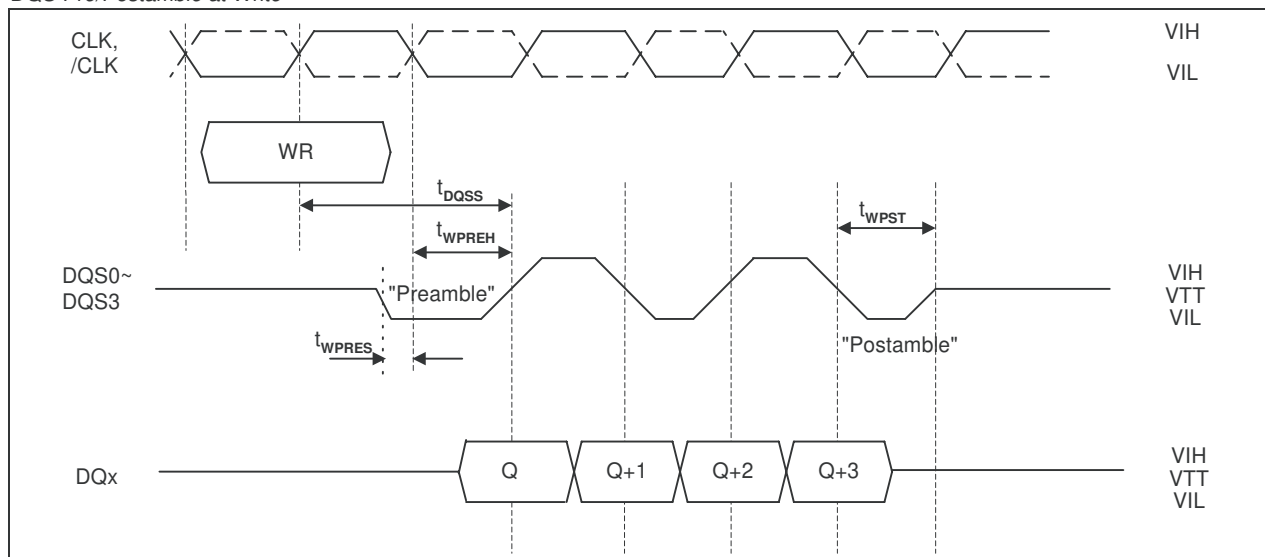 DQS Pre/Postamble at Write
CLK,
/CLK
VIH
VIL
WR
tDQSS
tWPREH
tWPST
DQS0~
DQS3
"Preamble"
VIH
VTT
VIL
"Postamble"
tWPRES
DQx
Q
Q+1
Q+2
Q+3
VIH
VTT
VIL